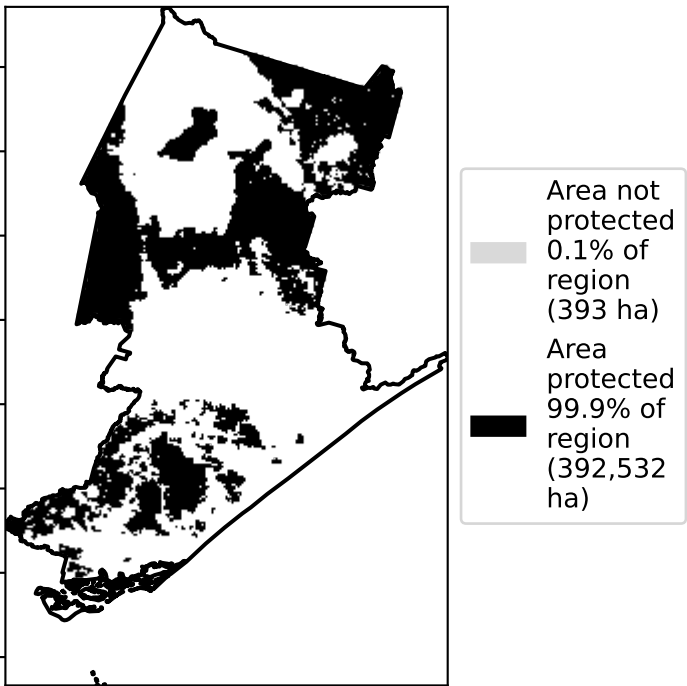 Area not
protected
0.1% of
region
(393 ha)
Area
protected
99.9% of
region
(392,532
ha)